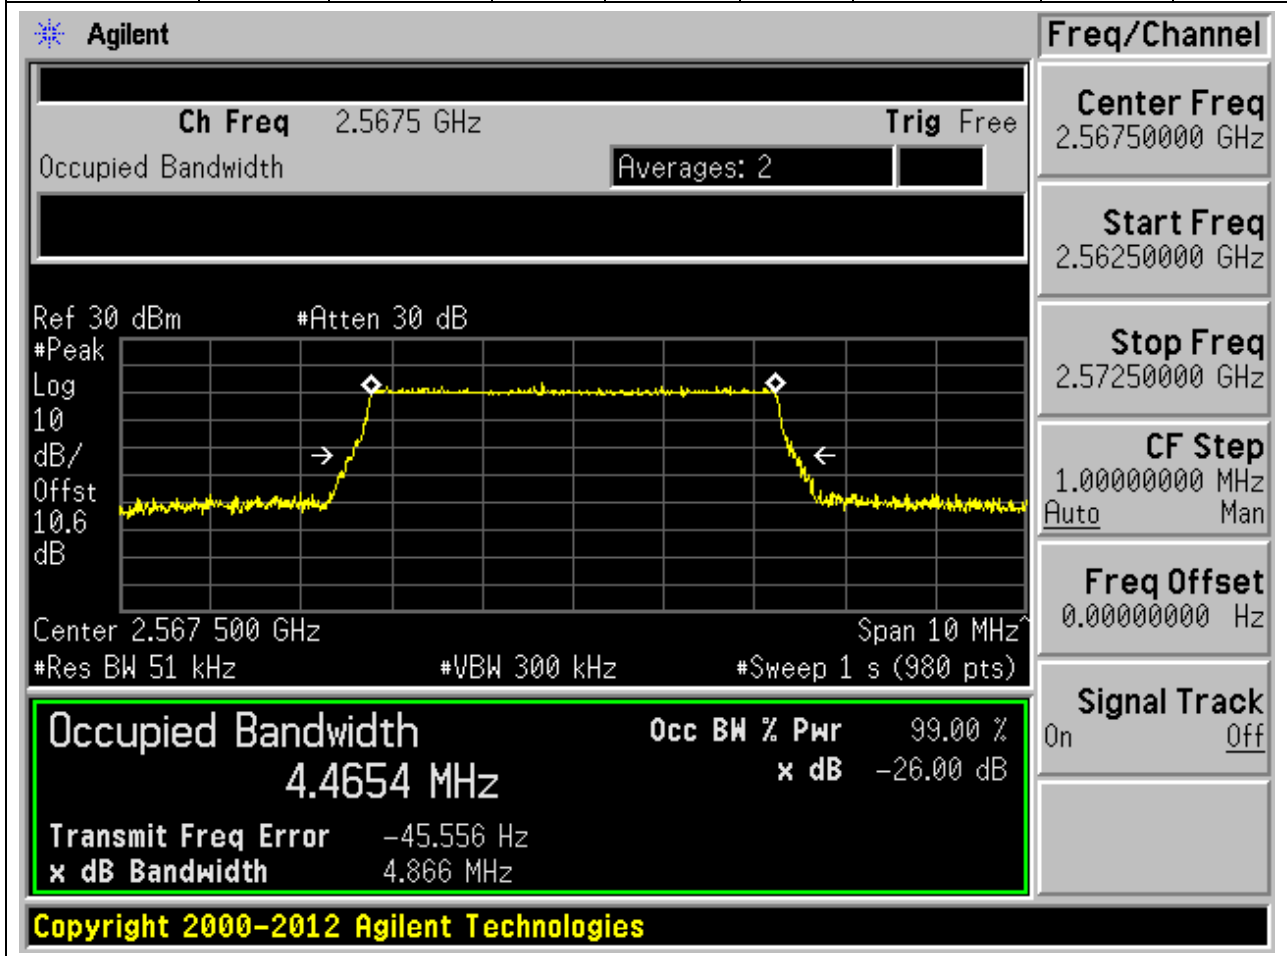 Agilent
Freq/Channel
Ch Freq 2.5675 GHz Trig Free
Occupied Bandwidth Averages: 2
Center Freq
2.56750000 GHz
Start Freq
2.56250000 GHz
Stop Freq
2.57250000 GHz
CF Step
1.00000000 MHz
Auto Man
Freq Offset
0.00000000 Hz
Signal Track
On Off
Ref 30 dBm #Atten 30 dB
#Peak
Log
10
dB/
Offst
10.6
dB
Center 2.567 500 GHz Span 10 MHz^
#Res BW 51 kHz #VBW 300 kHz #Sweep 1 s (980 pts)
Occupied Bandwidth Occ BW % Pwr 99.00 %
4.4654 MHz x dB -26.00 dB
Transmit Freq Error -45.556 Hz
x dB Bandwidth 4.866 MHz
Copyright 2000-2012 Agilent Technologies